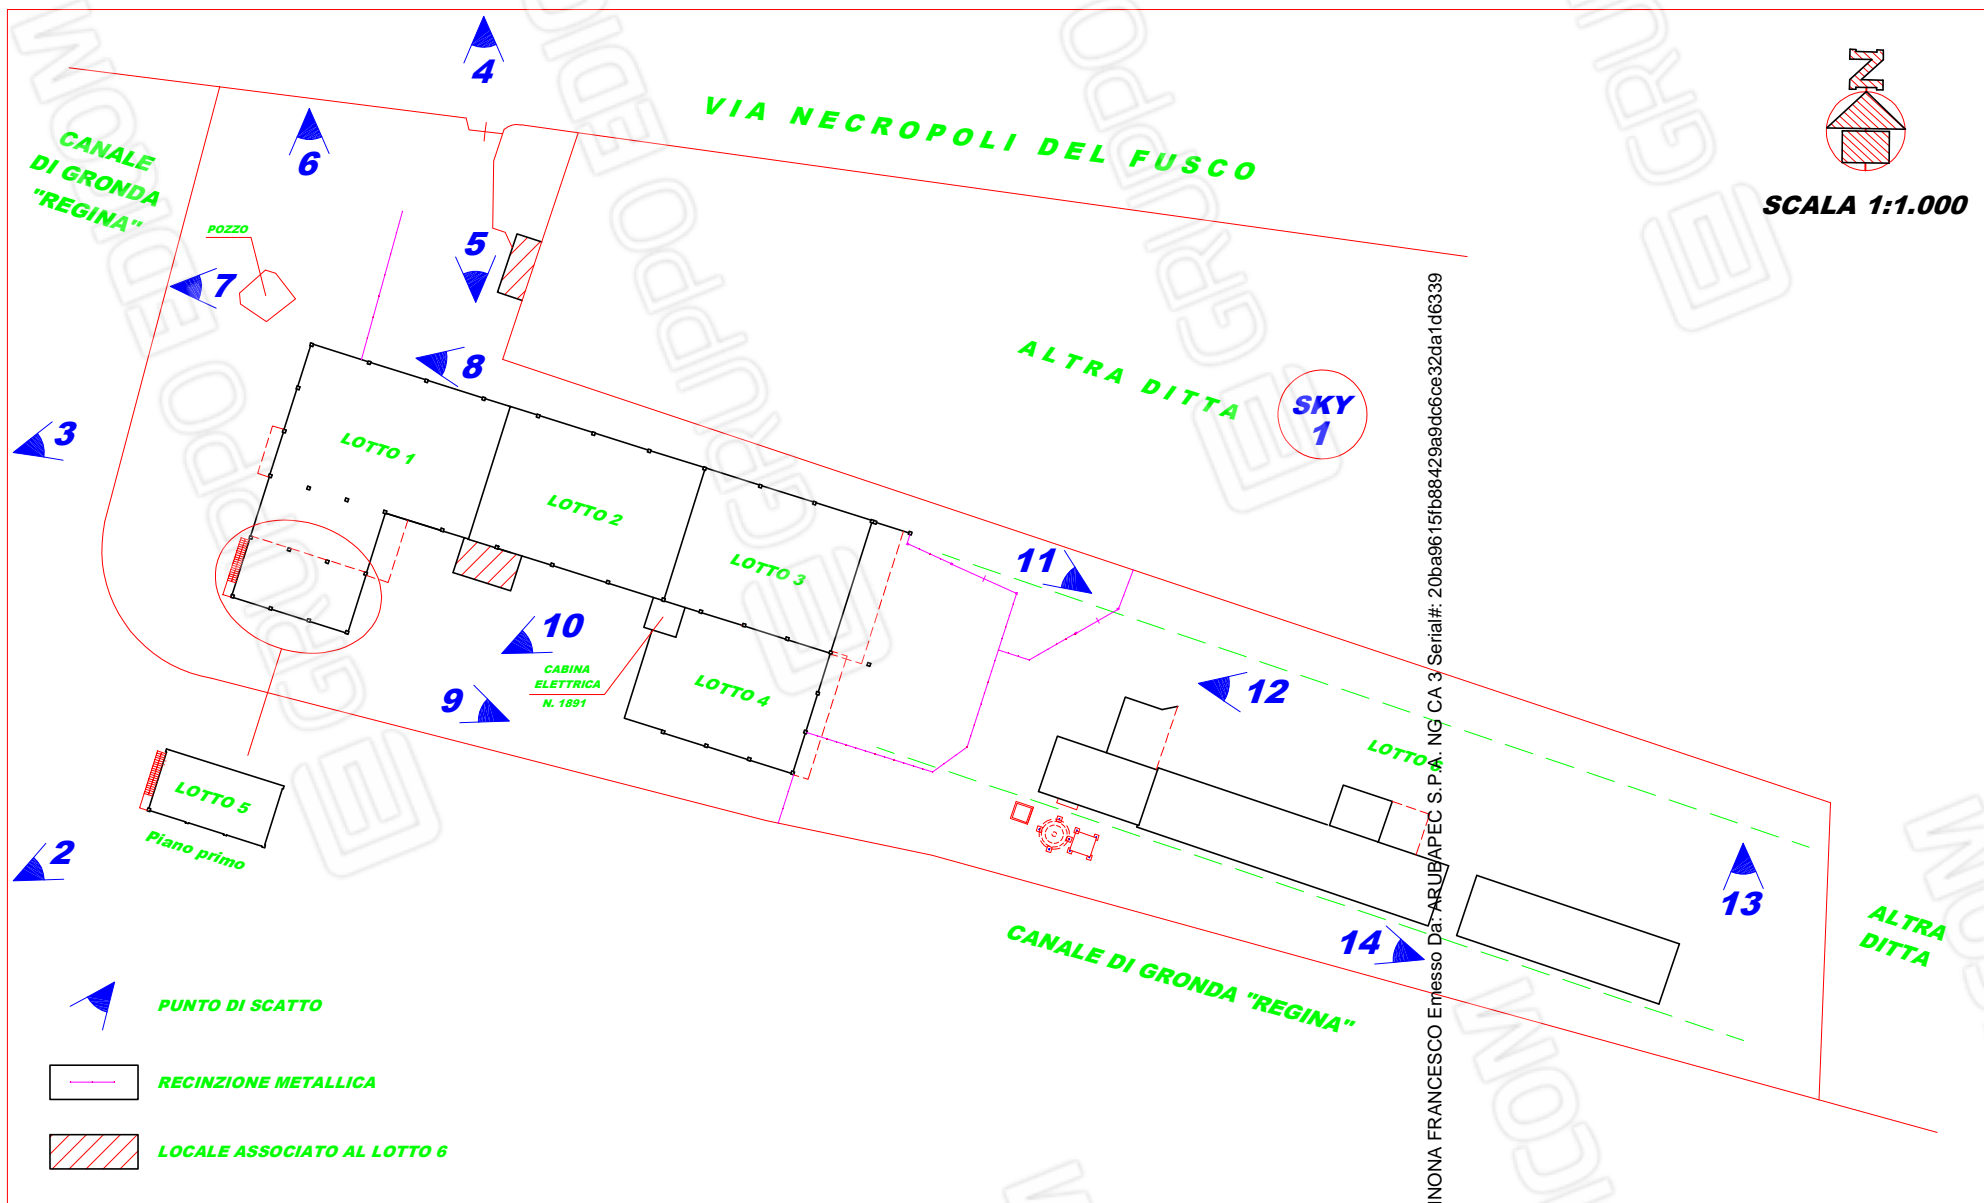 4
VIA NECROPOLI DEL FUSCO
N
SCALA 1:1.000
CANALE
DI GRONDA
"REGINA"
6
POZZO
5
7
8
3
ALTRA DITTA
SKY
1
LOTTO 1
LOTTO 2
LOTTO 3
11
10
CABINA
ELETTRICA
N. 1891
9
LOTTO 4
12
LOTTO
LOTTO 5
Piano primo
2
13
14
ALTRA
DITTA
CANALE DI GRONDA "REGINA"
PUNTO DI SCATTO
RECINZIONE METALLICA
LOCALE ASSOCIATO AL LOTTO 6
INNONA FRANCESCO Emesso Da: ARUBAPEC S.P.A. NG CA 3 Serial#: 20ba9615fb88429a9dc6ce32da1d6339